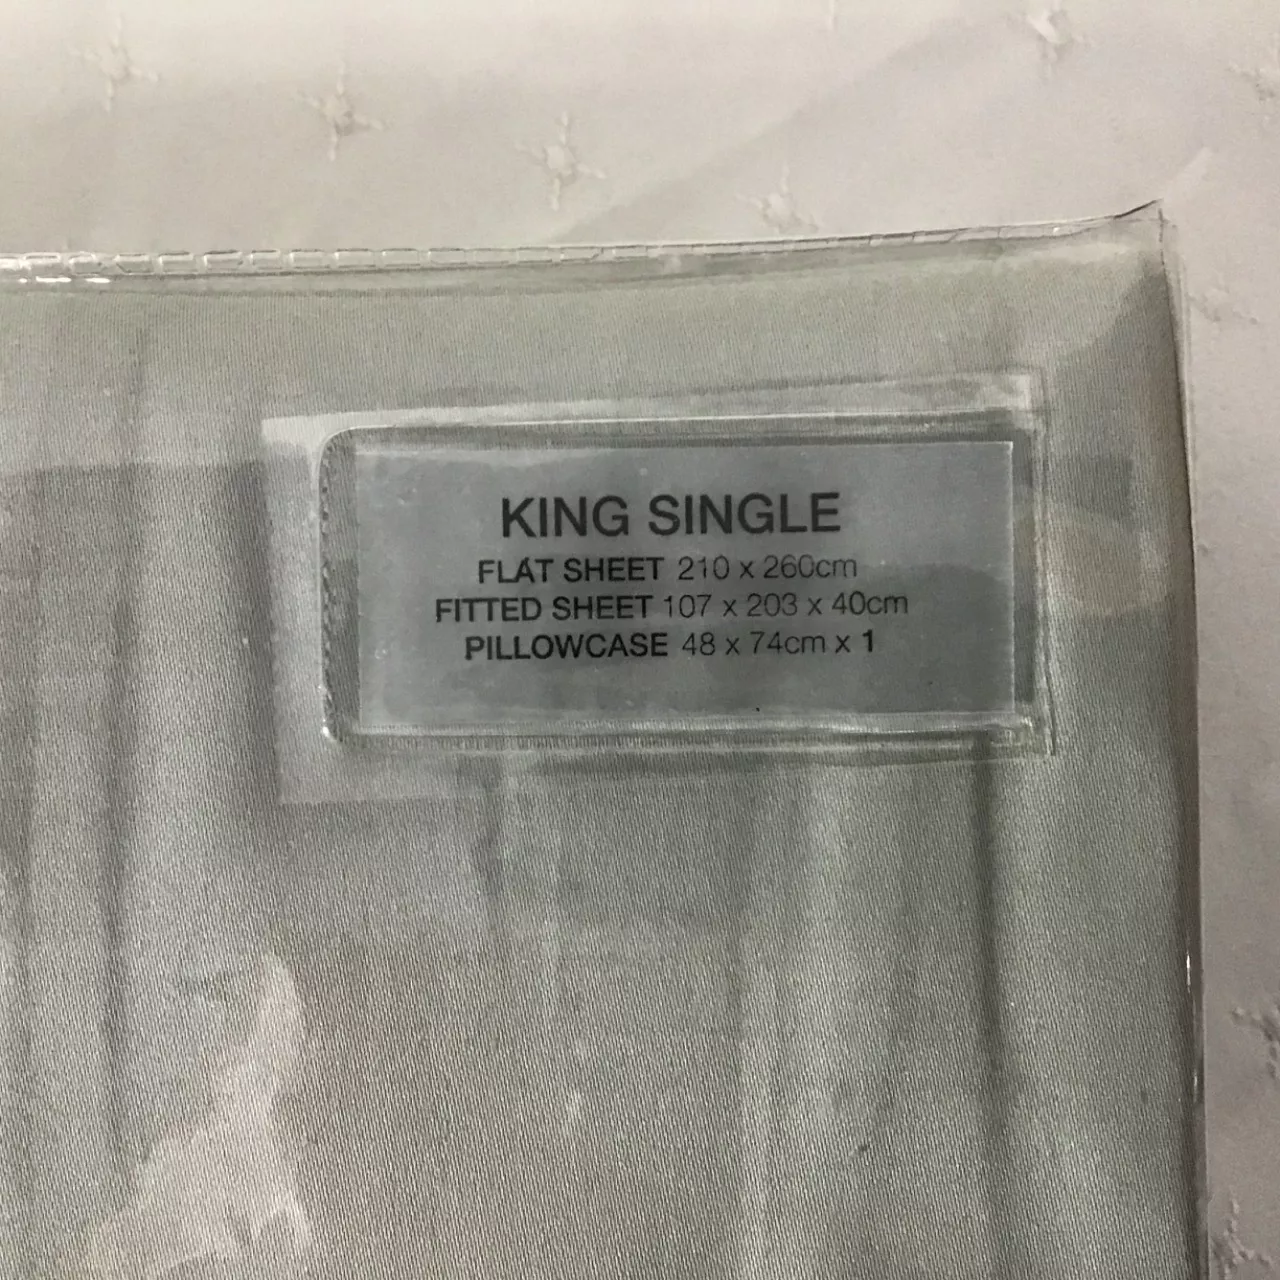 KING SINGLE
FLAT SHEET 210 x 260cm
FITTED SHEET 107 x 203 x 40cm
PILLOWCASE 48 x 74cm x 1